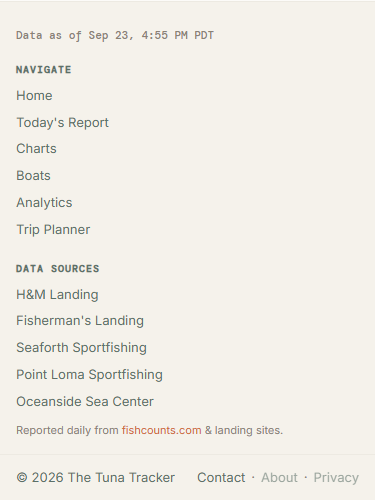 Data as of Sep 23, 4:55 PM PDT
NAVIGATE
Home
Today's Report
Charts
Boats
Analytics
Trip Planner
DATA SOURCES
H&M Landing
Fisherman's Landing
Seaforth Sportfishing
Point Loma Sportfishing
Oceanside Sea Center
Reported daily from fishcounts.com & landing sites.
© 2026 The Tuna Tracker Contact · About · Privacy